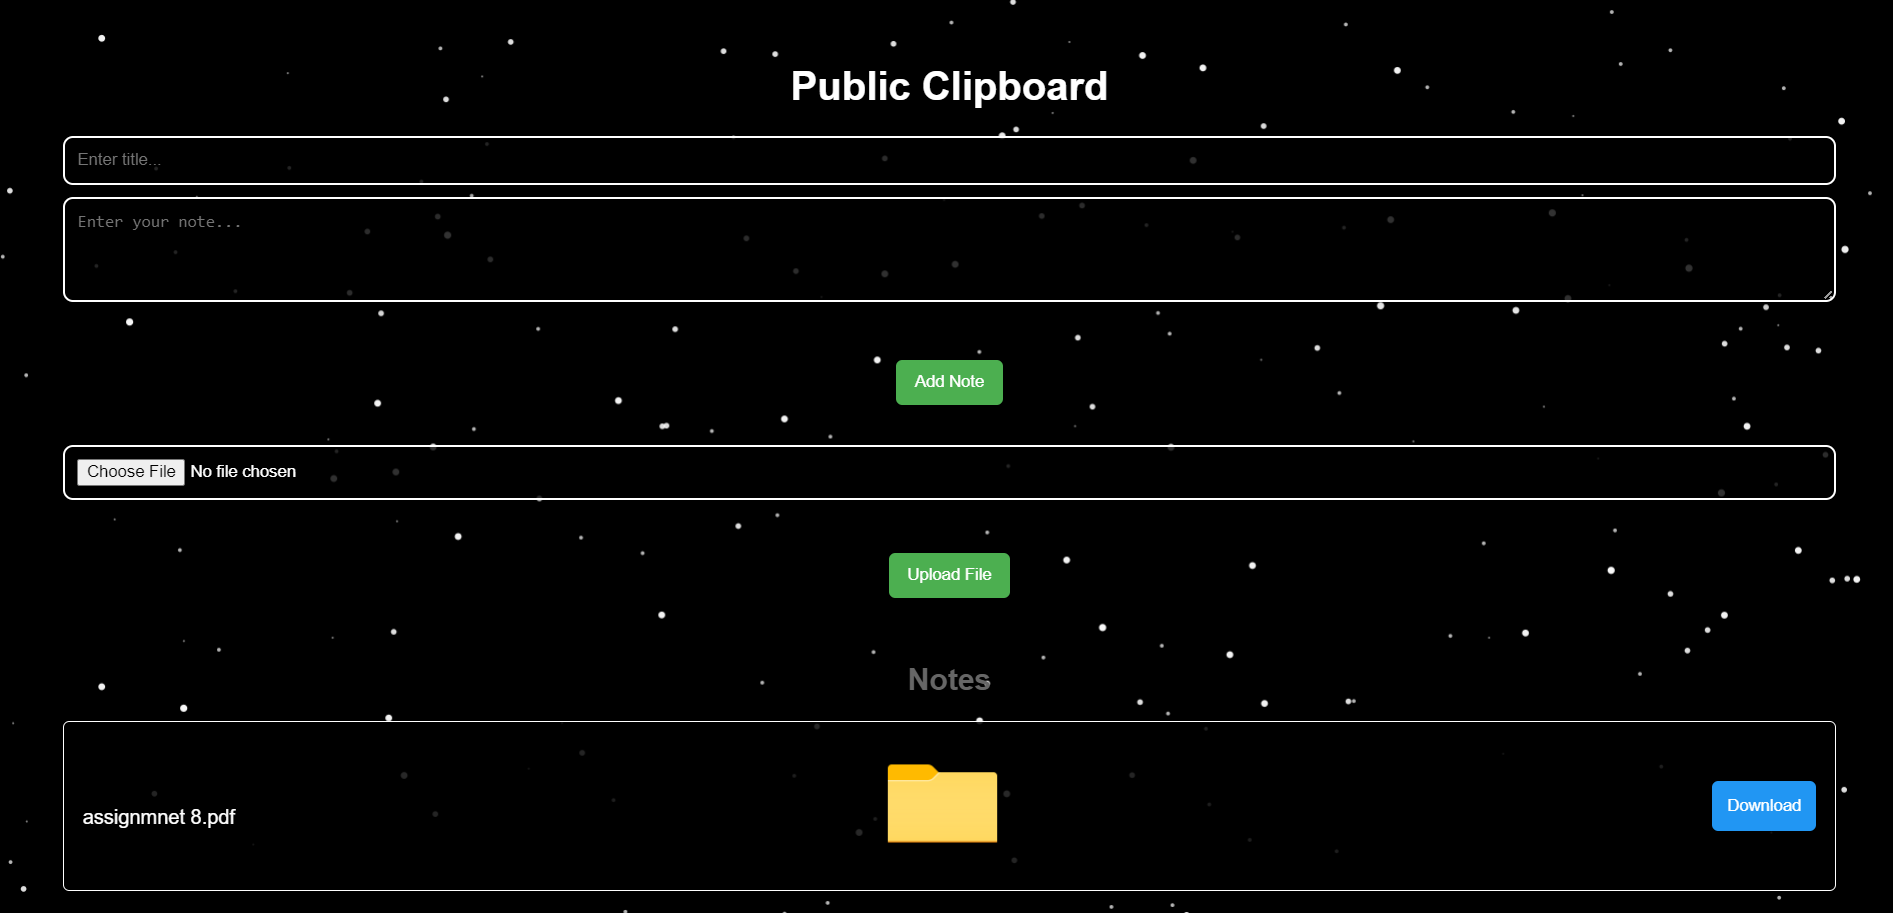 Public Clipboard
Enter title...
Enter your note...
Add Note
Choose File No file chosen
Upload File
Notes
assignmnet 8.pdf
Download